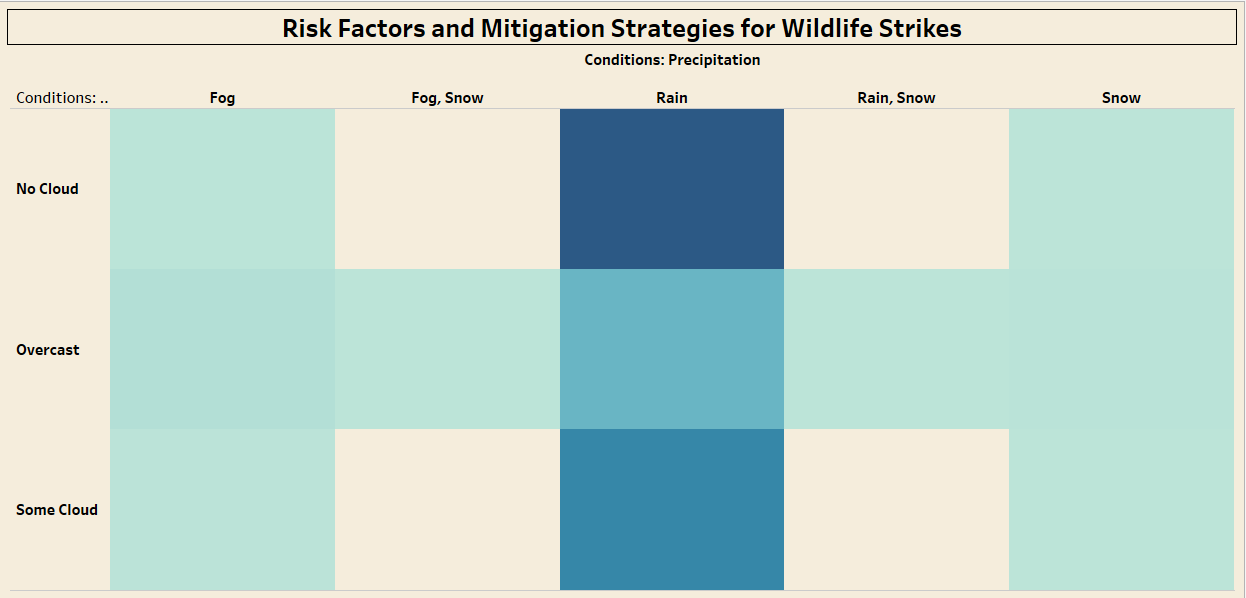 Risk Factors and Mitigation Strategies for Wildlife Strikes
Conditions: Precipitation
Conditions: .. Fog Fog, Snow Rain Rain, Snow Snow
No Cloud
Overcast
Some Cloud